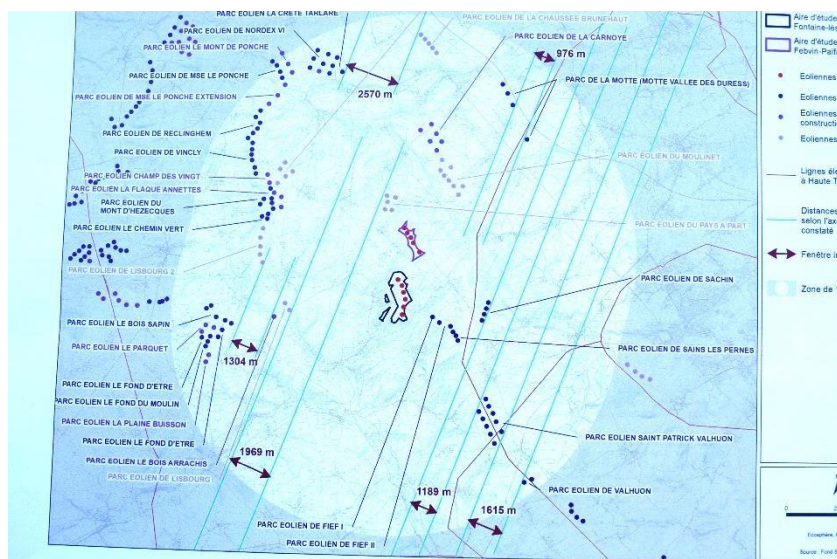 PARC EOLIEN LA CRETE TARLARE
PARC EOLIEN DE LA CHAUSSEE BRUNEHAUT
PARC EOLIEN DE NORDEX VI
PARC EOLIEN DE LA CARNOYE
PARC EOLIEN LE MONT DE PONCHE
976 m
PARC EOLIEN DE MSE LE PONCHE
PARC DE LA MOTTE (MOTTE VALLEE DES DURESS)
2570 m
PARC EOLIEN DE MSE LE PONCHE EXTENSION
PARC EOLIEN DE RECLINGHEM
PARC EOLIEN DE VINCLY
PARC EOLIEN DU MOULINET
PARC EOLIEN CHAMP DES VINGT
PARC EOLIEN LA FLAQUE ANNETTES
PARC EOLIEN DU
MONT D'HEZECQUES
PARC EOLIEN LE CHEMIN VERT
PARC EOLIEN DU PAYS A PART
PARC EOLIEN DE LISBOURG 2
PARC EOLIEN DE SACHIN
PARC EOLIEN LE BOIS SAPIN
PARC EOLIEN LE PARQUET
PARC EOLIEN DE SAINS LES PERNES
1304 m
PARC EOLIEN LE FOND D'ETRE
PARC EOLIEN LE FOND DU MOULIN
PARC EOLIEN LA PLAINE BUISSON
PARC EOLIEN LE FOND D'ETRE
PARC EOLIEN SAINT PATRICK VALHUON
PARC EOLIEN LE BOIS ARRACHIS
1969 m
PARC EOLIEN DE LISBOURG
1189 m
PARC EOLIEN DE VALHUON
1615 m
PARC EOLIEN DE FIEF I
PARC EOLIEN DE FIEF II
Aire d'étude
Fontaine-lès
Aire d'étude
Febvin-Palfa
Eoliennes
Eoliennes
Eoliennes
constructi
Eoliennes
Lignes éle
à Haute T
Distances
selon l'ax
constaté
Fenêtre i
Zone de
Source : Fond